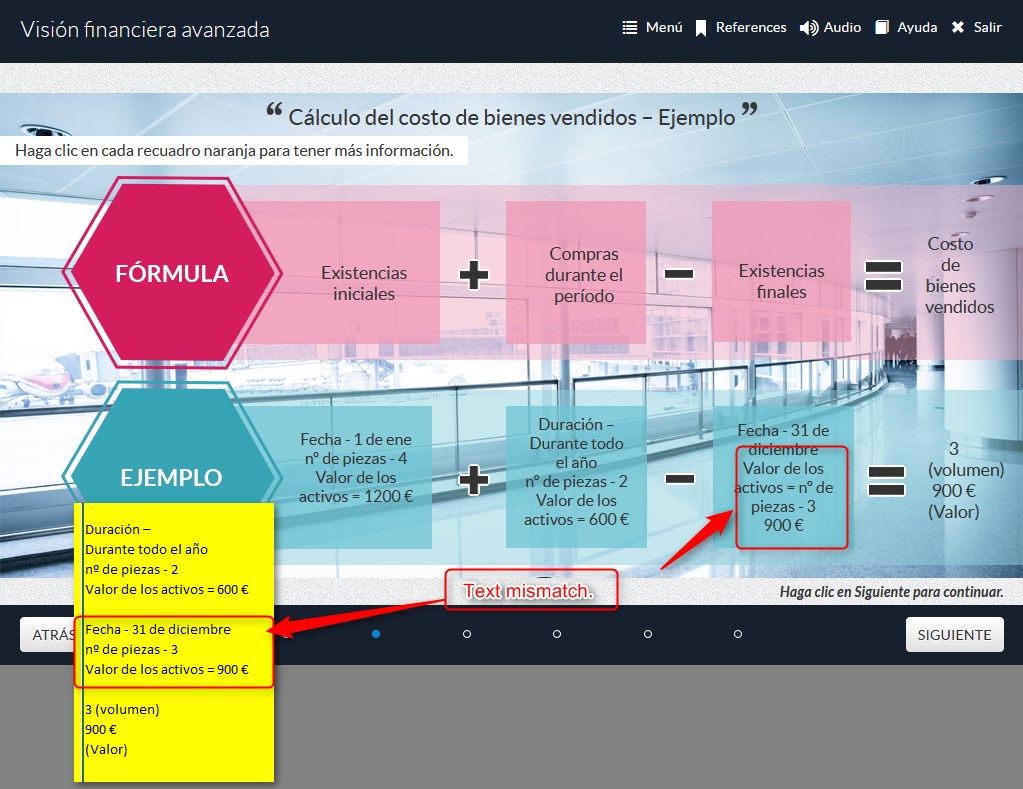 Visión financiera avanzada
Menú
References
Audio
Ayuda
Salir
“ Cálculo del costo de bienes vendidos – Ejemplo ”
Haga clic en cada recuadro naranja para tener más información.
FÓRMULA
Existencias
iniciales
+
Compras
durante el
período
–
Existencias
finales
=
Costo
de
bienes
vendidos
EJEMPLO
Fecha - 1 de ene
nº de piezas - 4
Valor de los
activos = 1200 €
+
Duración –
Durante todo
el año
nº de piezas - 2
Valor de los
activos = 600 €
–
Fecha - 31 de
diciembre
Valor de los
activos = nº de
piezas - 3
900 €
=
3
(volumen)
900 €
(Valor)
Duración –
Durante todo el año
nº de piezas - 2
Valor de los activos = 600 €
Fecha - 31 de diciembre
nº de piezas - 3
Valor de los activos = 900 €
3 (volumen)
900 €
(Valor)
Text mismatch.
Haga clic en Siguiente para continuar.
ATRÁS
SIGUIENTE